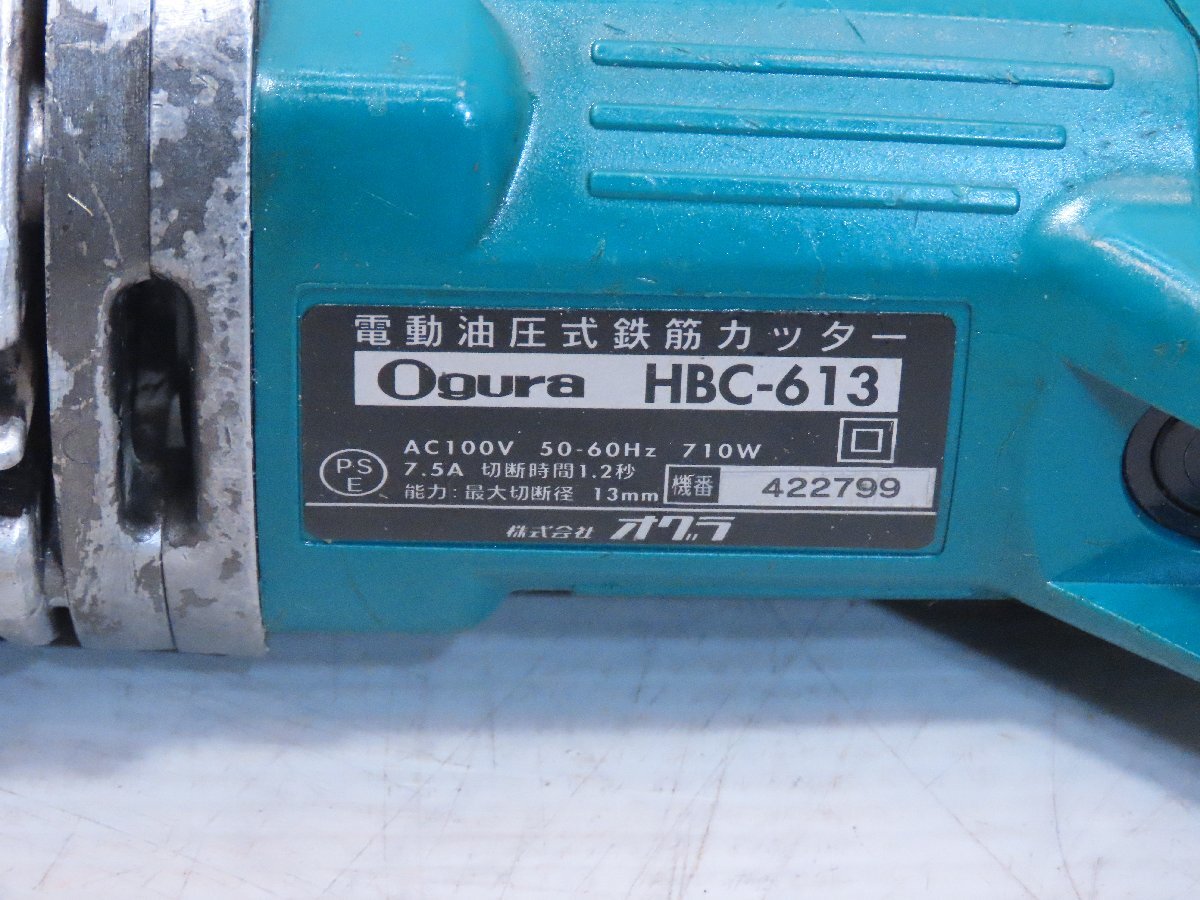 電動油圧式鉄筋カッター
Ogura HBC-613
AC100V 50-60Hz 710W
PS E 7.5A 切断時間1.2秒
能力:最大切断径 13mm 機番 422799
株式会社 オグラ